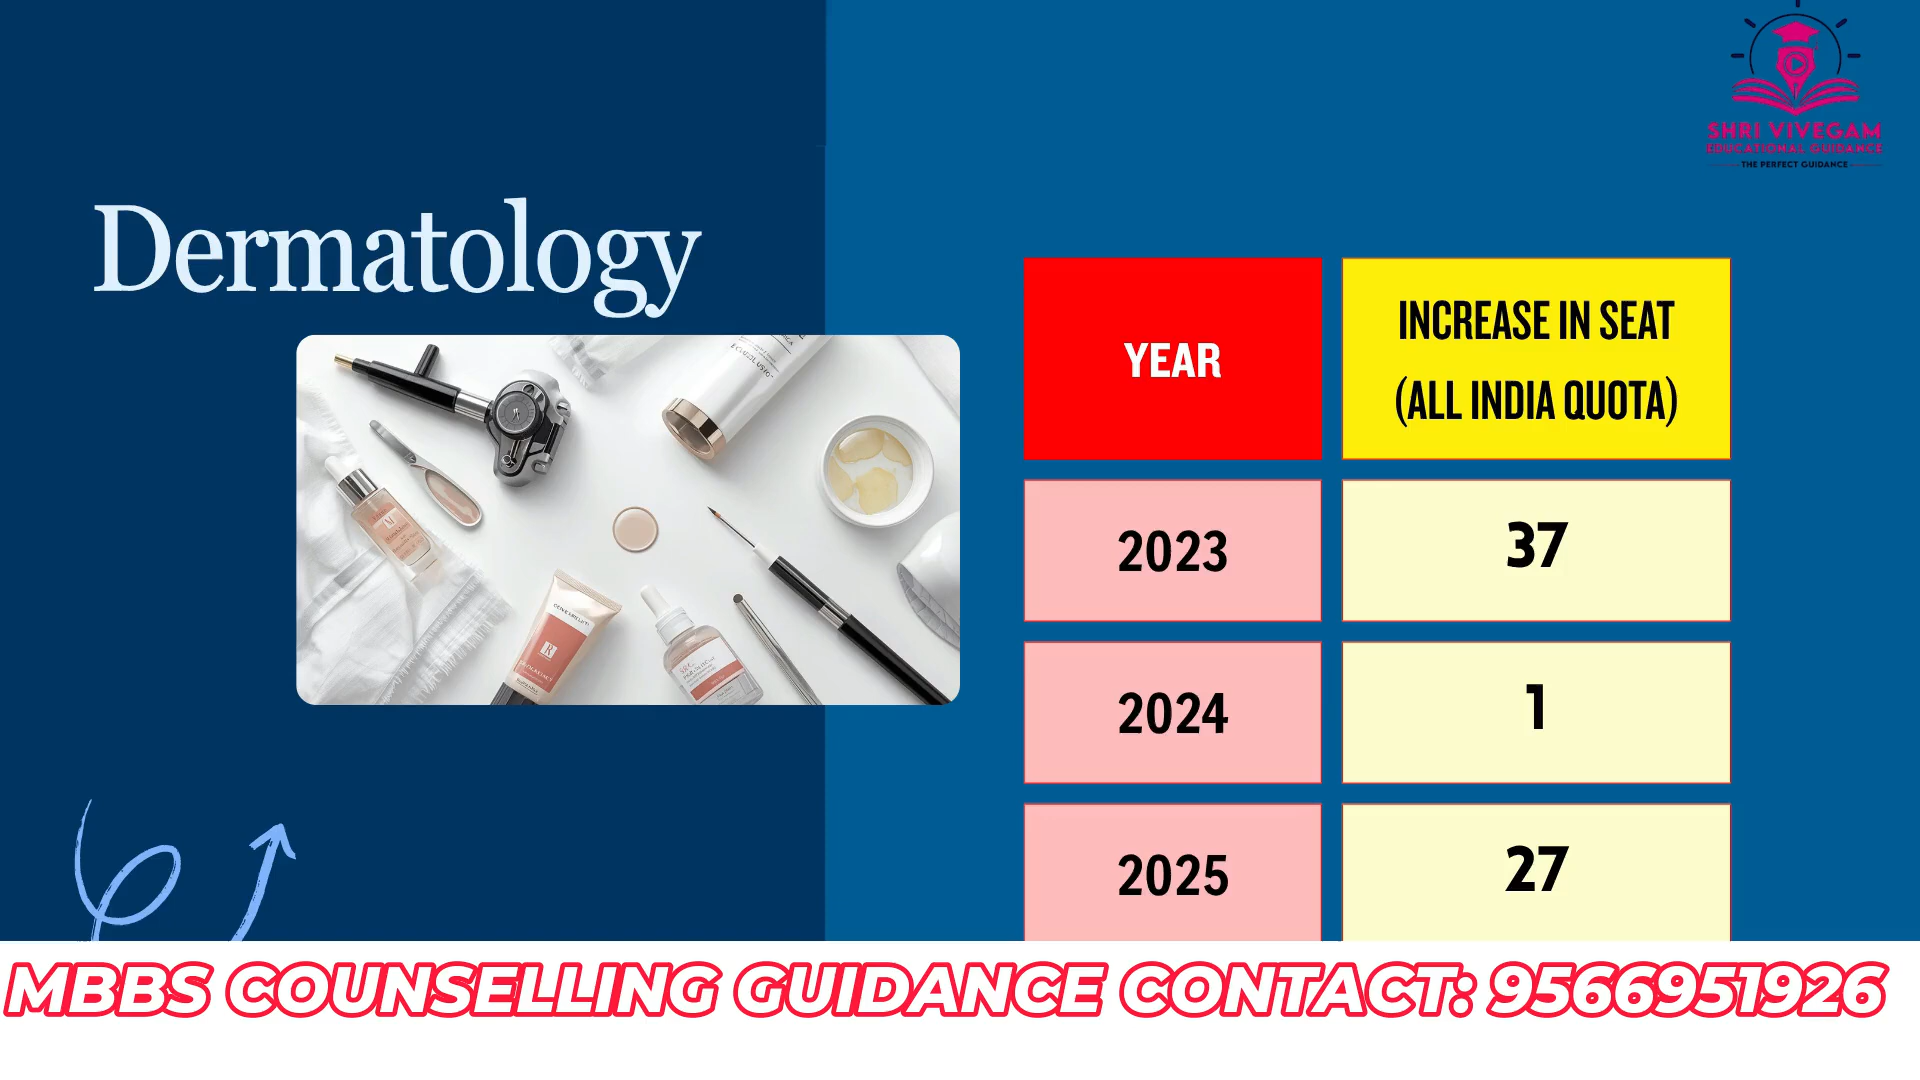 SHRI VIVEGAM
EDUCATIONAL GUIDANCE
THE PERFECT GUIDANCE
Dermatology
YEAR
INCREASE IN SEAT
(ALL INDIA QUOTA)
2023
37
2024
1
2025
27
MBBS COUNSELLING GUIDANCE CONTACT: 9566951926